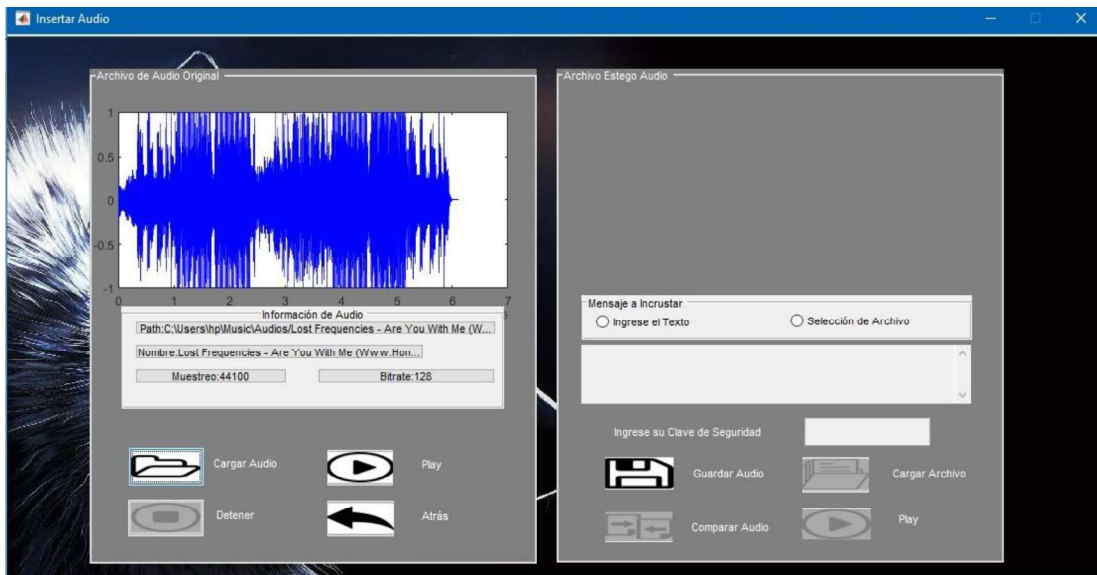 Insertar Audio
Archivo de Audio Original
1
0.5
0
-0.5
-1
0 1 2 3 4 5 6 7
Información de Audio
Path:C:\Users\hp\Music\Audios/Lost Frequencies - Are You With Me (W...
Nombre:Lost Frequencies - Are You With Me (Www.Hon...
Muestreo:44100 Bitrate:128
Cargar Audio Play
Detener Atrás
Archivo Estego Audio
Mensaje a Incrustar
Ingrese el Texto Selección de Archivo
Ingrese su Clave de Seguridad
Guardar Audio Cargar Archivo
Comparar Audio Play